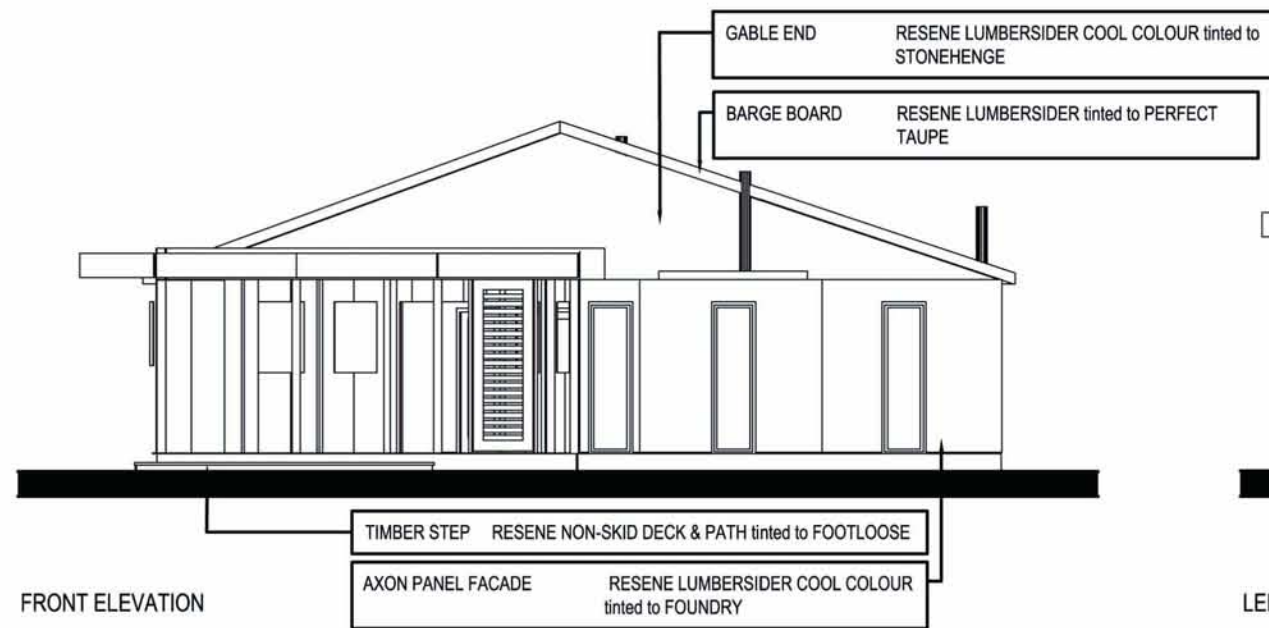 GABLE END RESENE LUMBERSIDER COOL COLOUR tinted to
STONEHENGE
BARGE BOARD RESENE LUMBERSIDER tinted to PERFECT
TAUPE
TIMBER STEP RESENE NON-SKID DECK & PATH tinted to FOOTLOOSE
AXON PANEL FACADE RESENE LUMBERSIDER COOL COLOUR
tinted to FOUNDRY
FRONT ELEVATION